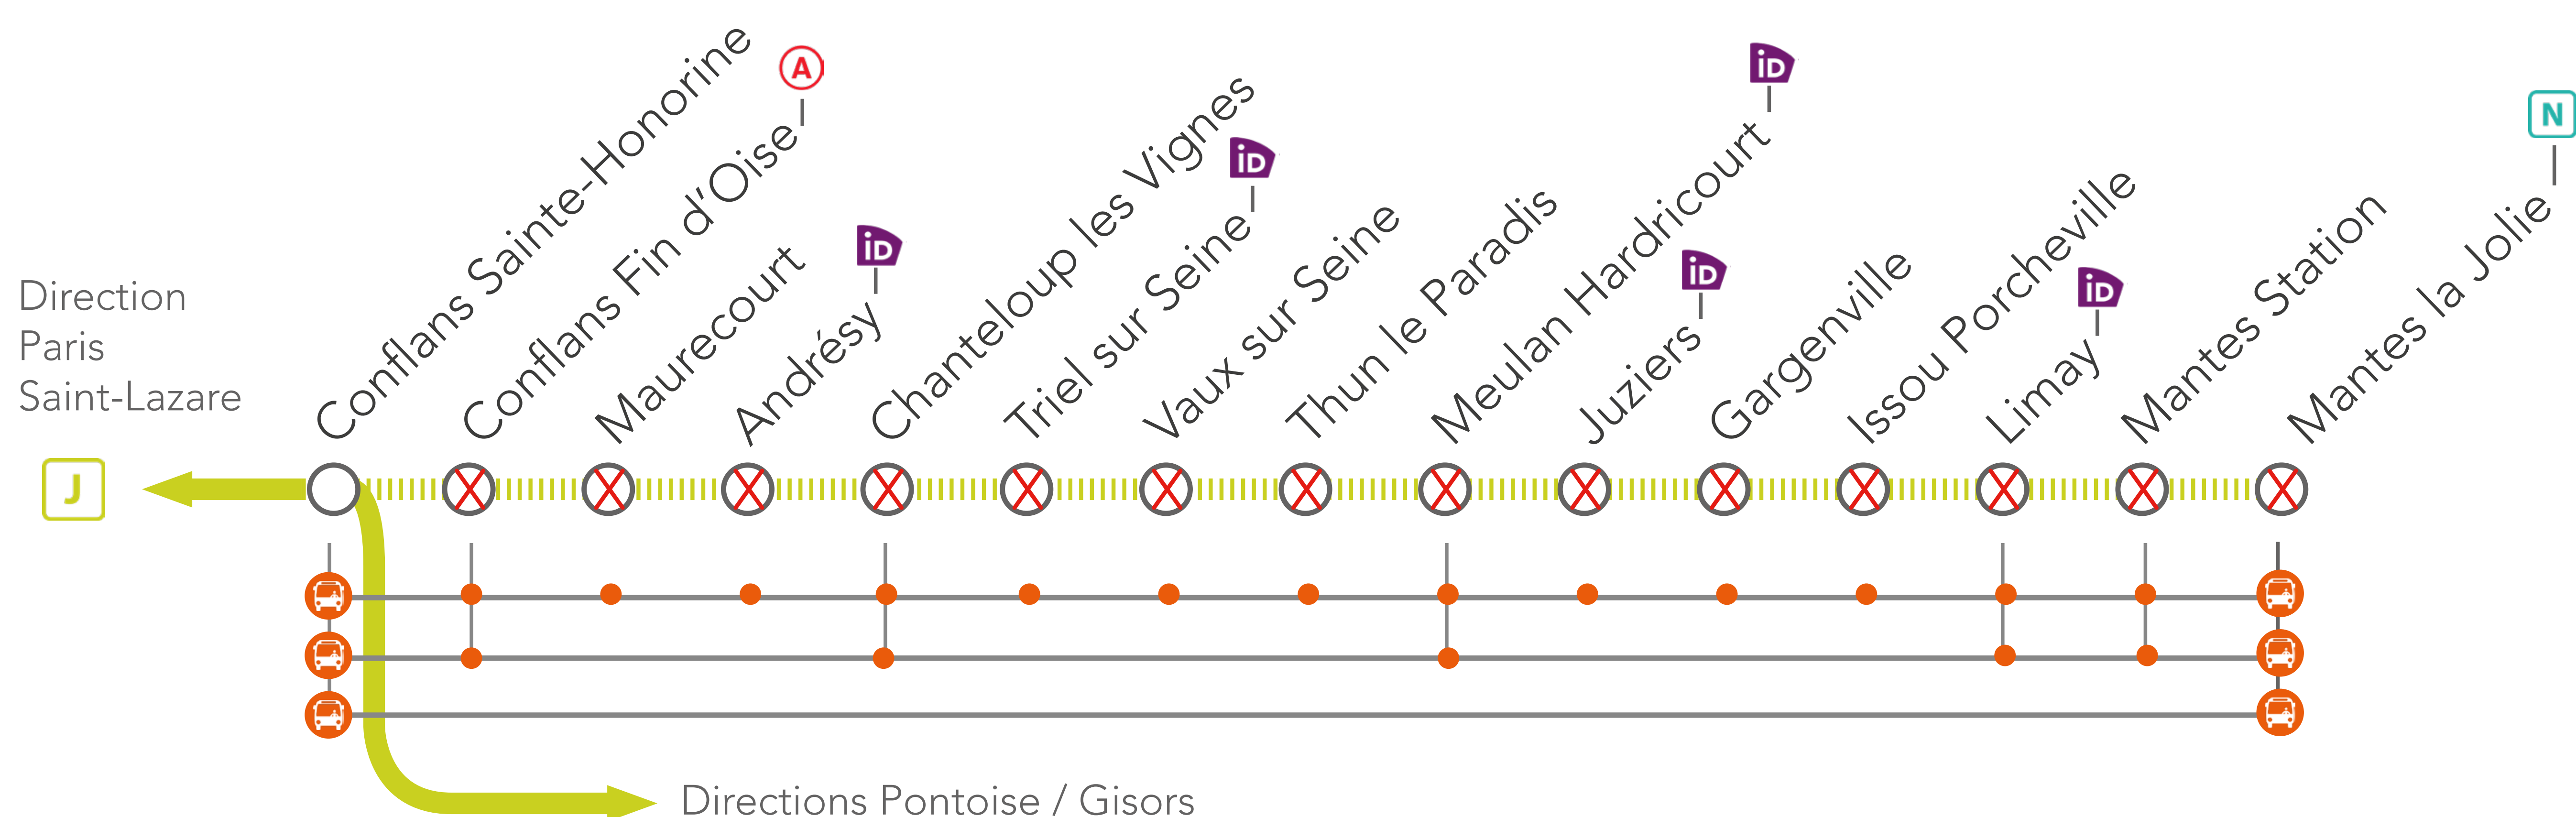 Direction
Paris
Saint-Lazare
J
Conflans Sainte-Honorine
Conflans Fin d'Oise
A
Maurecourt
Andrésy
iD
Chanteloup les Vignes
Triel sur Seine
iD
Vaux sur Seine
Thun le Paradis
Meulan Hardricourt
iD
Juziers
iD
Gargenville
Issou Porcheville
Limay
iD
Mantes Station
Mantes la Jolie
N
Directions Pontoise / Gisors